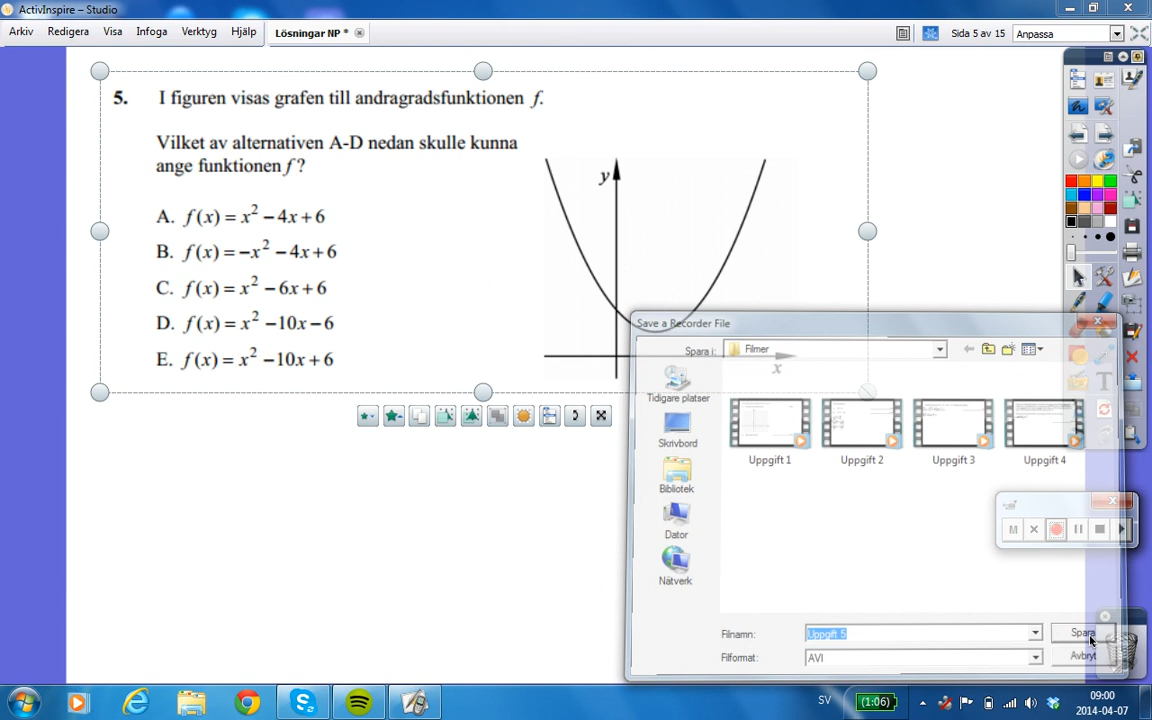 ActivInspire – Studio
Arkiv Redigera Visa Infoga Verktyg Hjälp Lösningar NP * Sida 5 av 15 Anpassa
5. I figuren visas grafen till andragradsfunktionen f.
Vilket av alternativen A-D nedan skulle kunna
ange funktionen f ?
y
A. f(x) = x² − 4x + 6
B. f(x) = −x² − 4x + 6
C. f(x) = x² − 6x + 6
D. f(x) = x² − 10x − 6
E. f(x) = x² − 10x + 6
x
Save a Recorder File
Spara i: Filmer
Tidigare platser
Skrivbord
Bibliotek
Dator
Nätverk
Uppgift 1 Uppgift 2 Uppgift 3 Uppgift 4
M
Filnamn: Uppgift 5 Spara
Filformat: AVI Avbryt
SV (1:06) 09:00
2014-04-07